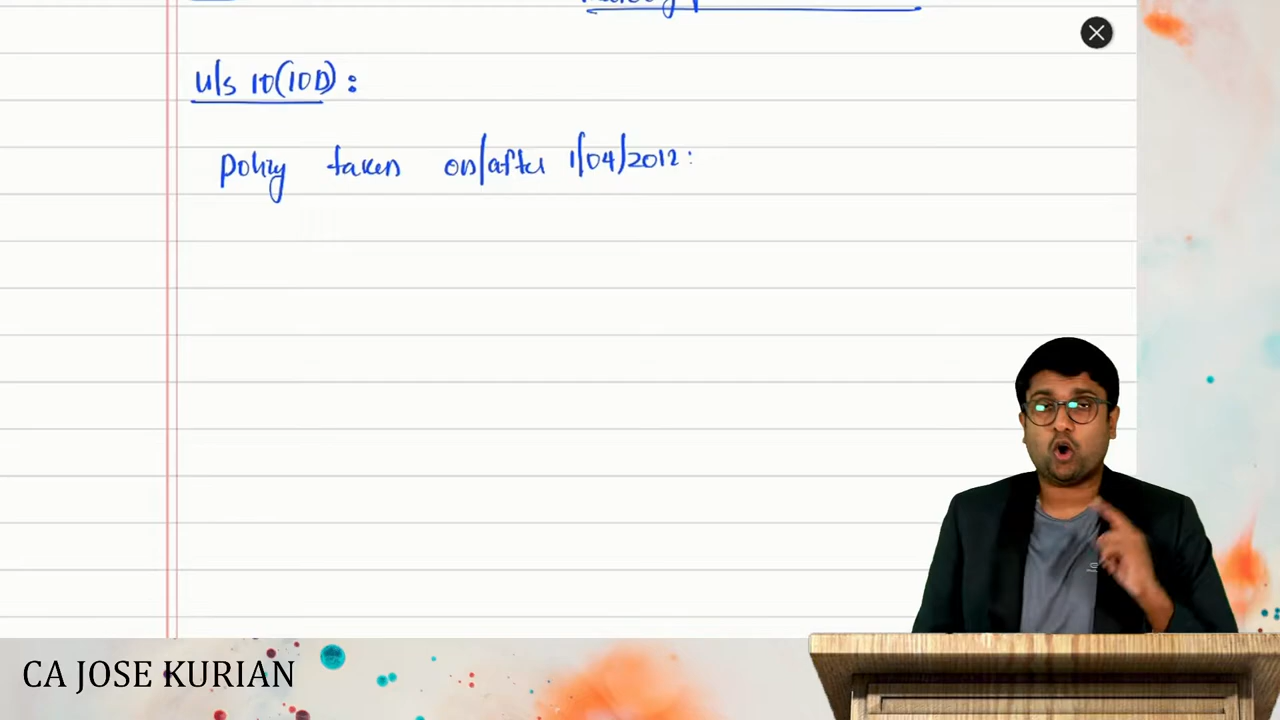 u/s 10(10D) :
Policy taken on/after 1/04/2012:
CA JOSE KURIAN